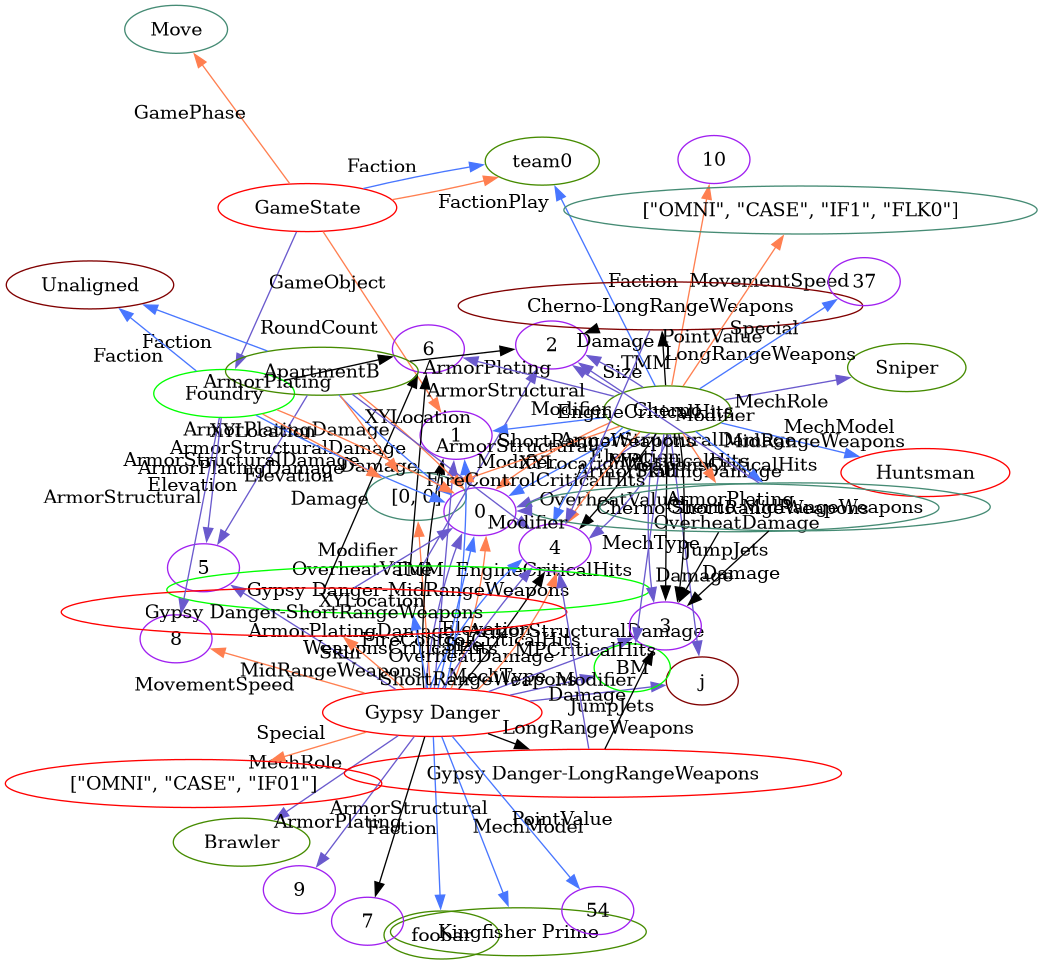 Move
GamePhase
Faction
team0
10
GameState
FactionPlay
["OMNI", "CASE", "IF1", "FLK0"]
Unaligned
GameObject
Faction
MovementSpeed
37
Cherno-LongRangeWeapons
RoundCount
Special
PointValue
Damage
Faction
Faction
6
2
LongRangeWeapons
TMM
ApartmentB
ArmorPlating
Size
Sniper
ArmorPlating
Foundry
ArmorStructural
MechRole
Modifier
Cherno
Modifier
XYLocation
MechModel
ArmorPlatingDamage
XYLocation
1
MidRangeWeapons
ArmorStructuralDamage
ArmorStructural
ArmorStructuralDamage
ArmorPlatingDamage
Damage
Modifier
Huntsman
Elevation
Elevation
FireControlCriticalHits
ArmorStructural
Damage
[0, 0]
0
OverheatValue
ArmorPlating
OverheatDamage
Modifier
MechType
4
Modifier
JumpJets
OverheatValue
TMM
EngineCriticalHits
5
Damage
Damage
Gypsy Danger-MidRangeWeapons
XYLocation
Gypsy Danger-ShortRangeWeapons
3
8
ArmorPlatingDamage
Elevation
ArmorStructuralDamage
FireControlCriticalHits
MPCriticalHits
OverheatDamage
Skill
BM
MidRangeWeapons
MechType
ShortRangeWeapons
Modifier
j
MovementSpeed
Damage
JumpJets
Gypsy Danger
LongRangeWeapons
Special
MechRole
Gypsy Danger-LongRangeWeapons
["OMNI", "CASE", "IF01"]
ArmorStructural
ArmorPlating
Faction
PointValue
MechModel
Brawler
9
7
54
foobar
Kingfisher Prime